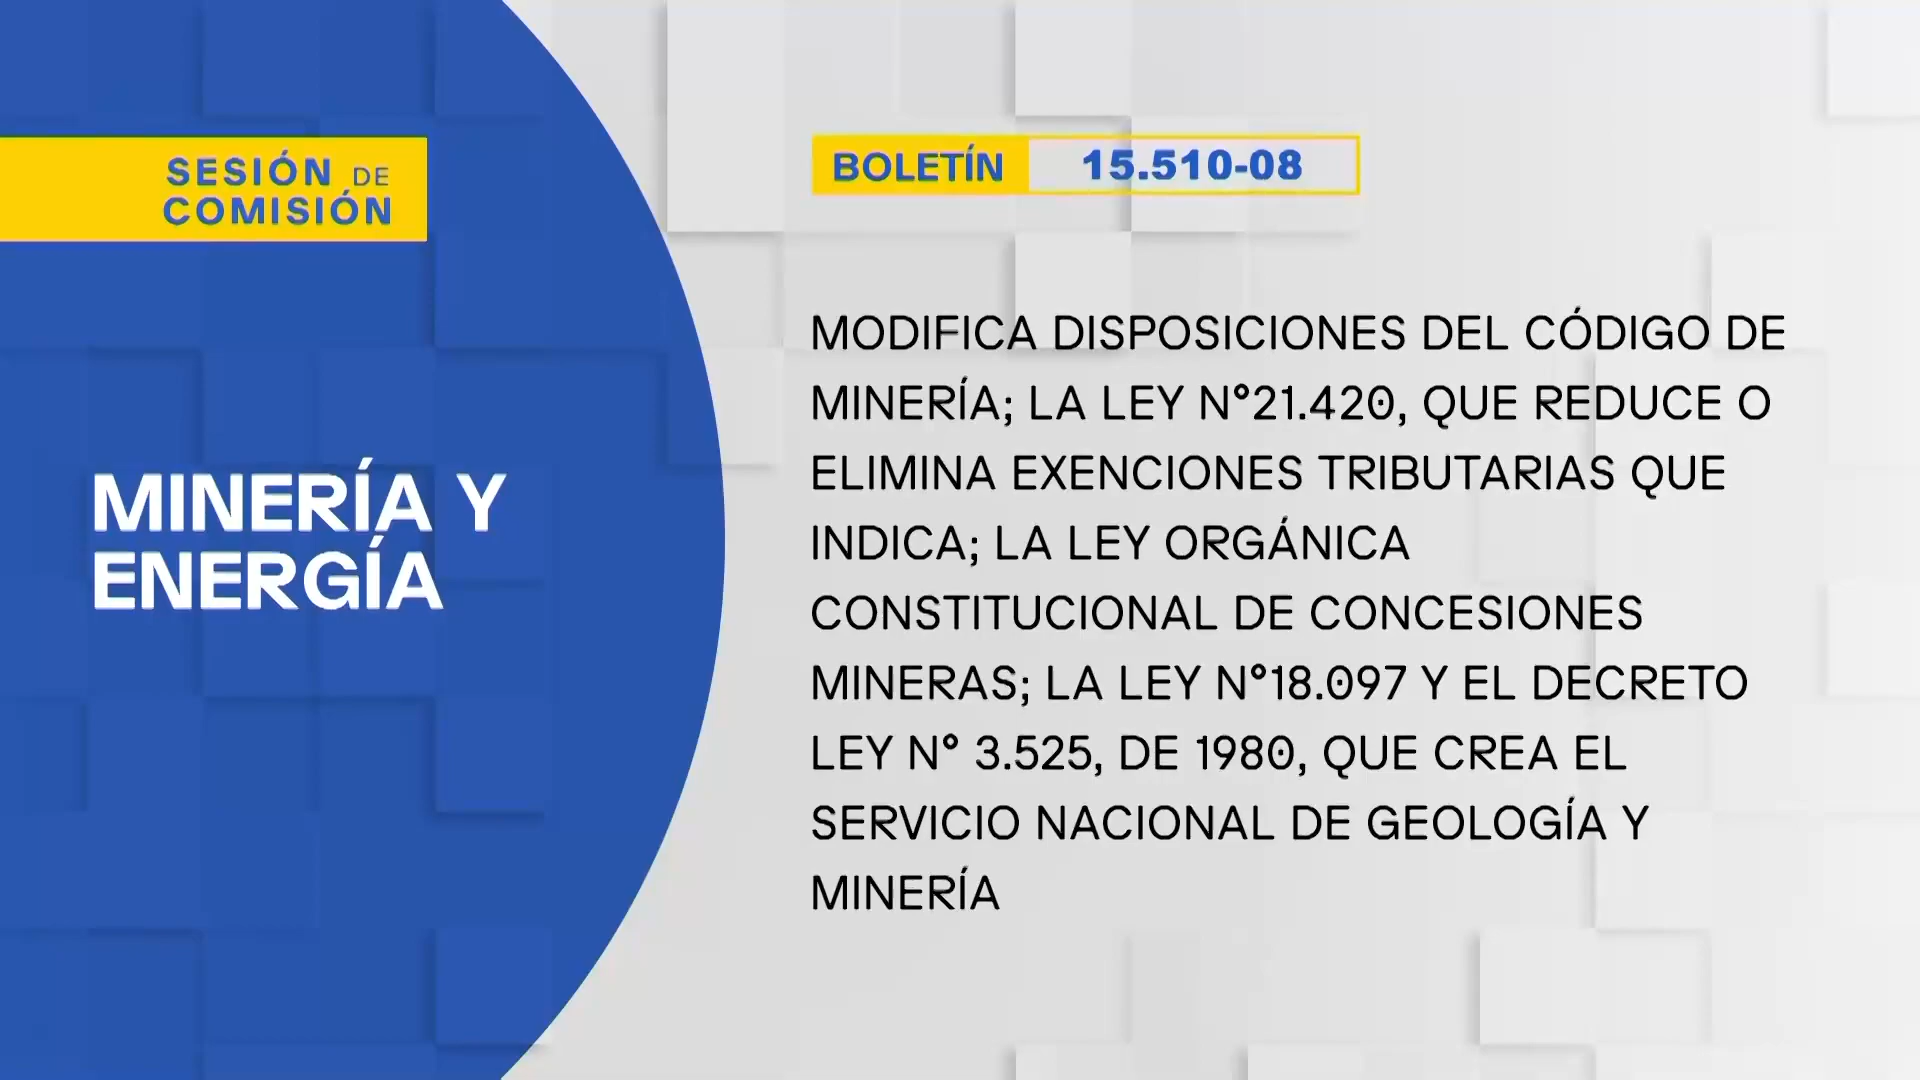 SESIÓN DE
COMISIÓN
MINERÍA Y
ENERGÍA
BOLETÍN 15.510-08
MODIFICA DISPOSICIONES DEL CÓDIGO DE
MINERÍA; LA LEY N°21.420, QUE REDUCE O
ELIMINA EXENCIONES TRIBUTARIAS QUE
INDICA; LA LEY ORGÁNICA
CONSTITUCIONAL DE CONCESIONES
MINERAS; LA LEY N°18.097 Y EL DECRETO
LEY N° 3.525, DE 1980, QUE CREA EL
SERVICIO NACIONAL DE GEOLOGÍA Y
MINERÍA